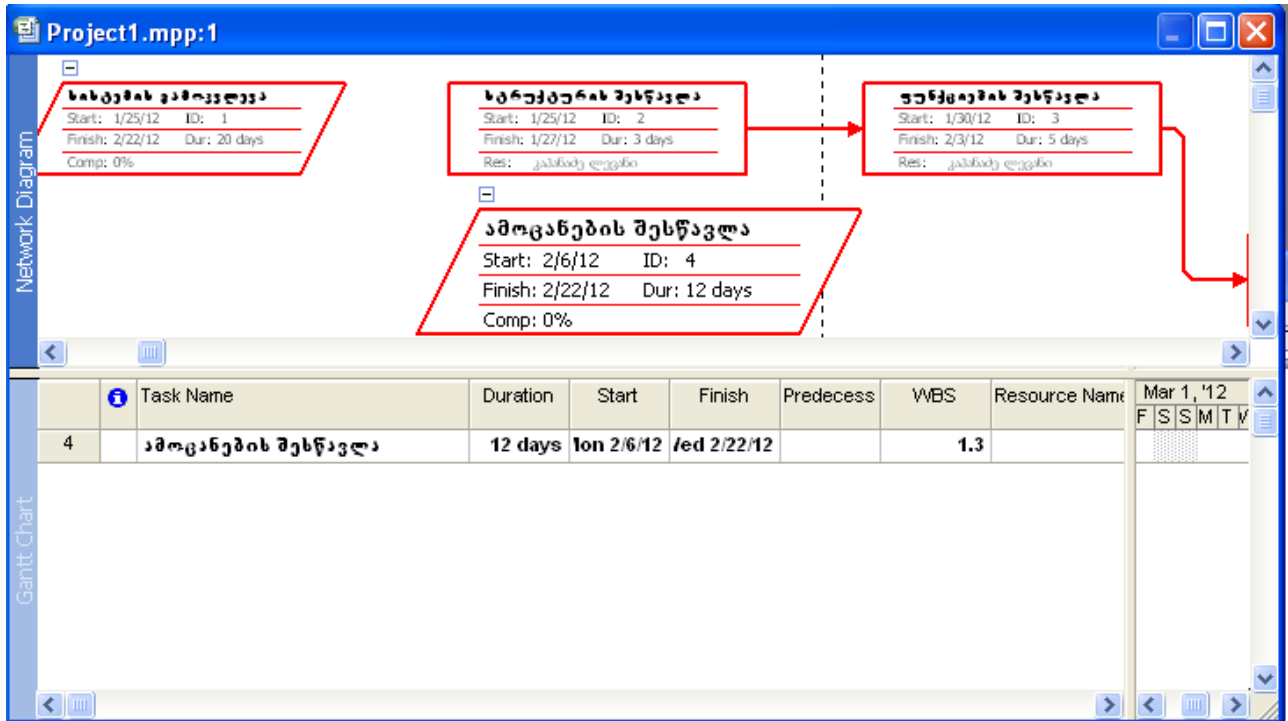 Project1.mpp:1
Network Diagram
სისტემის გამოკვლევა
Start: 1/25/12 ID: 1
Finish: 2/22/12 Dur: 20 days
Comp: 0%
სტრუქტურის შესწავლა
Start: 1/25/12 ID: 2
Finish: 1/27/12 Dur: 3 days
Res: კაპანაძე ლევანი
ფუნქციების შესწავლა
Start: 1/30/12 ID: 3
Finish: 2/3/12 Dur: 5 days
Res: კაპანაძე ლევანი
ამოცანების შესწავლა
Start: 2/6/12 ID: 4
Finish: 2/22/12 Dur: 12 days
Comp: 0%
Gantt Chart
Task Name Duration Start Finish Predecess WBS Resource Name Mar 1, '12
F S S M T
4 ამოცანების შესწავლა 12 days 2/6/12 2/22/12 1.3